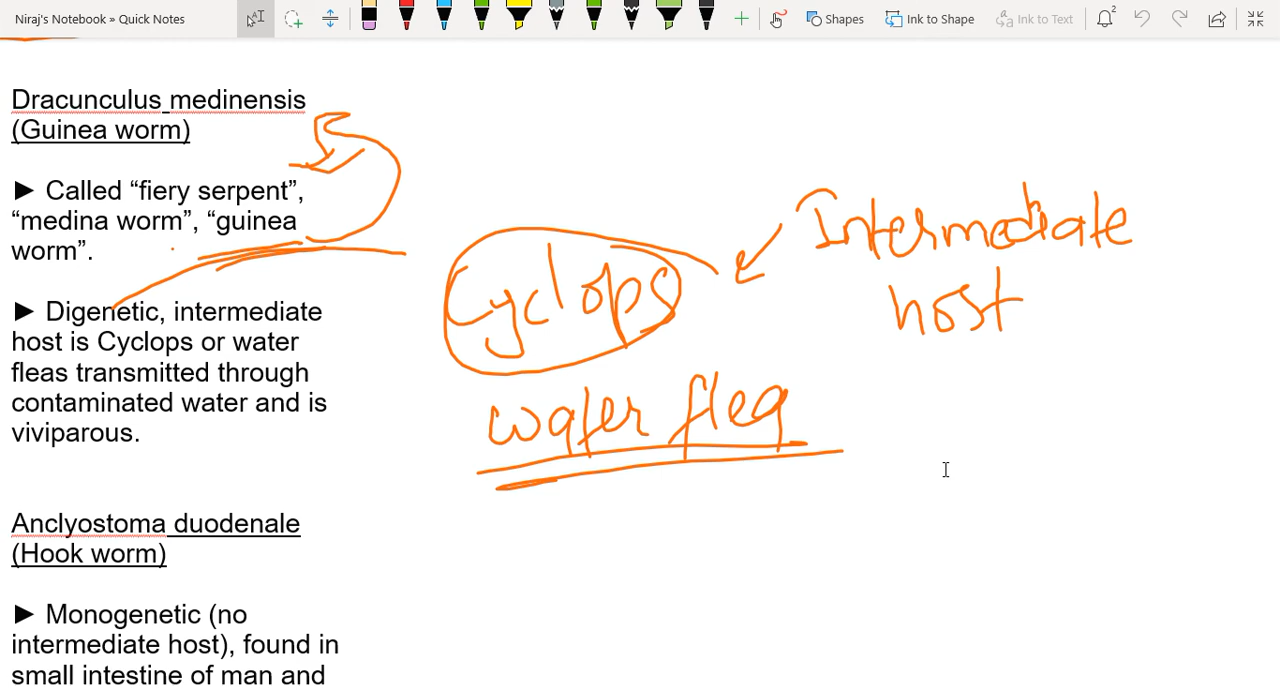 Niraj's Notebook » Quick Notes
Shapes
Ink to Shape
Ink to Text
2
Dracunculus medinensis
(Guinea worm)
► Called “fiery serpent”,
“medina worm”, “guinea
worm”.
► Digenetic, intermediate
host is Cyclops or water
fleas transmitted through
contaminated water and is
viviparous.
Cyclops
Intermediate
host
water flea
Anclyostoma duodenale
(Hook worm)
► Monogenetic (no
intermediate host), found in
small intestine of man and